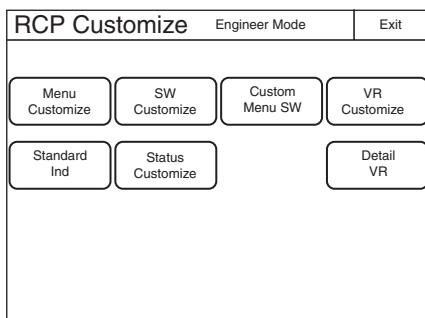 RCP Customize Engineer Mode Exit
Menu Customize
SW Customize
Custom Menu SW
VR Customize
Standard Ind
Status Customize
Detail VR